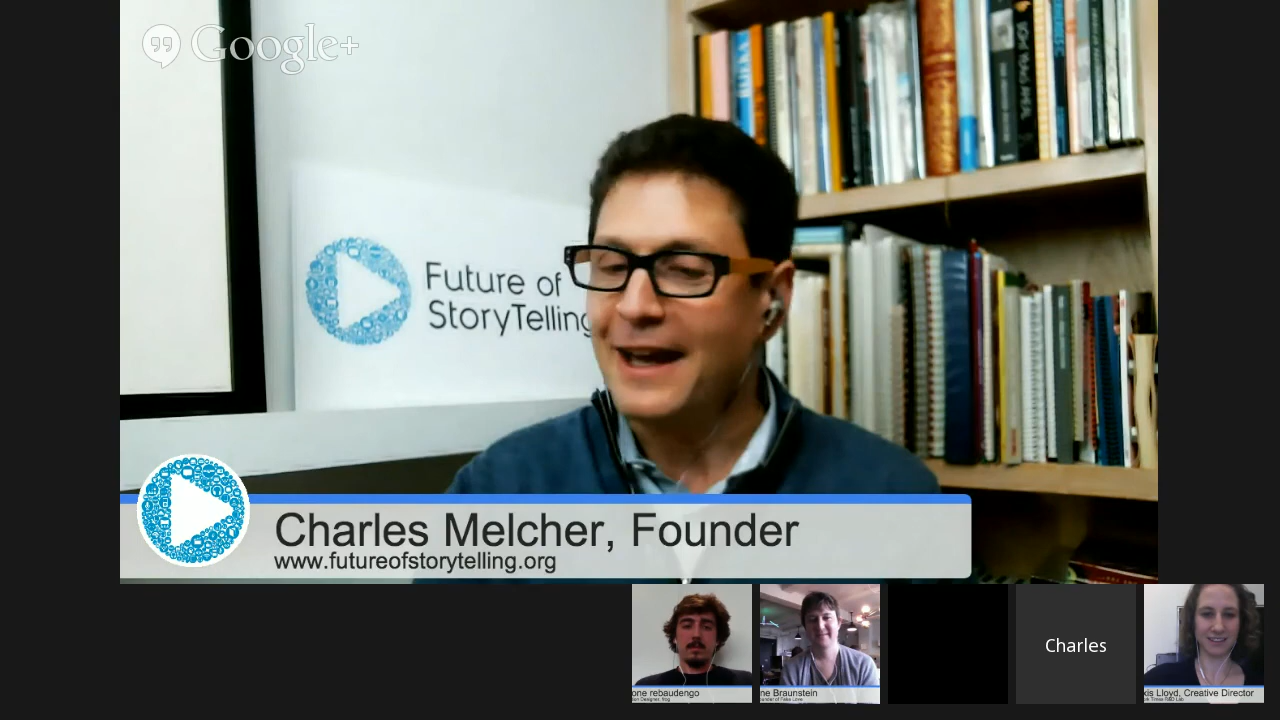 Google+
Future of
StoryTelling
Charles Melcher, Founder
www.futureofstorytelling.org
Charles
one rebaudengo
ne Braunstein
xis Lloyd, Creative Director